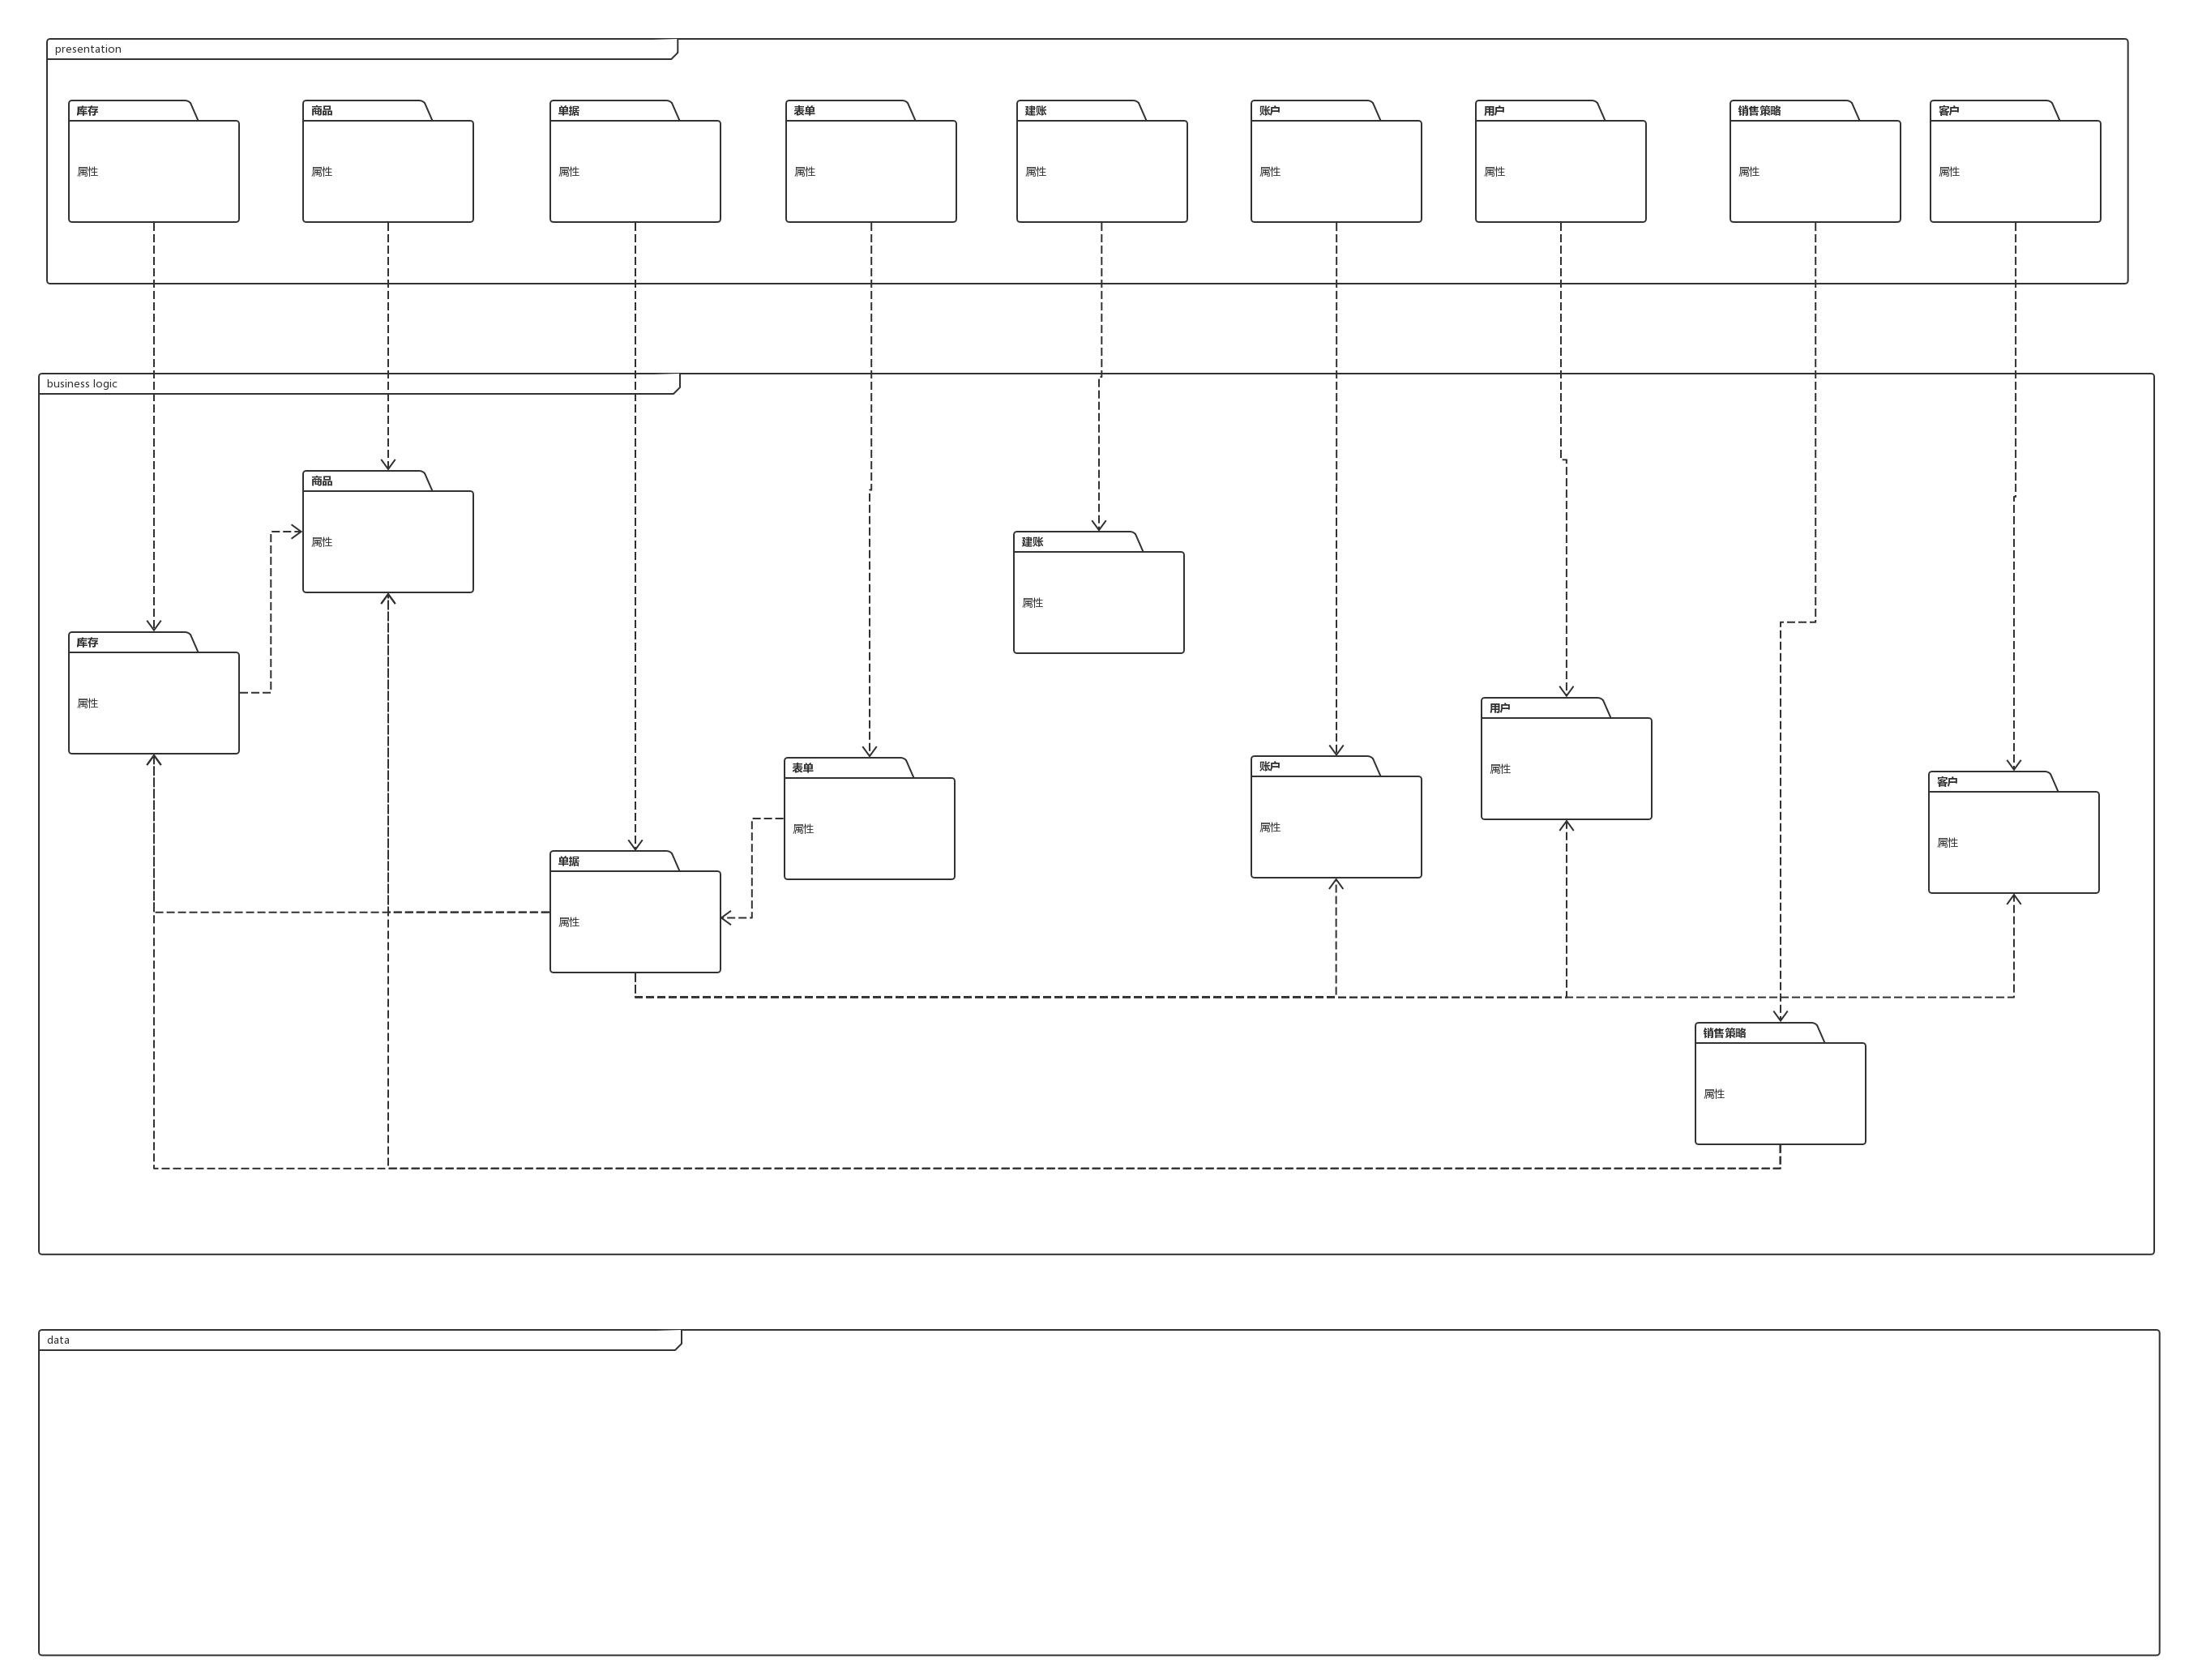 presentation
库存
商品
单据
表单
建账
账户
用户
销售策略
客户
属性
属性
属性
属性
属性
属性
属性
属性
属性
business logic
商品
属性
建账
属性
库存
属性
用户
属性
表单
属性
账户
属性
客户
属性
单据
属性
销售策略
属性
data